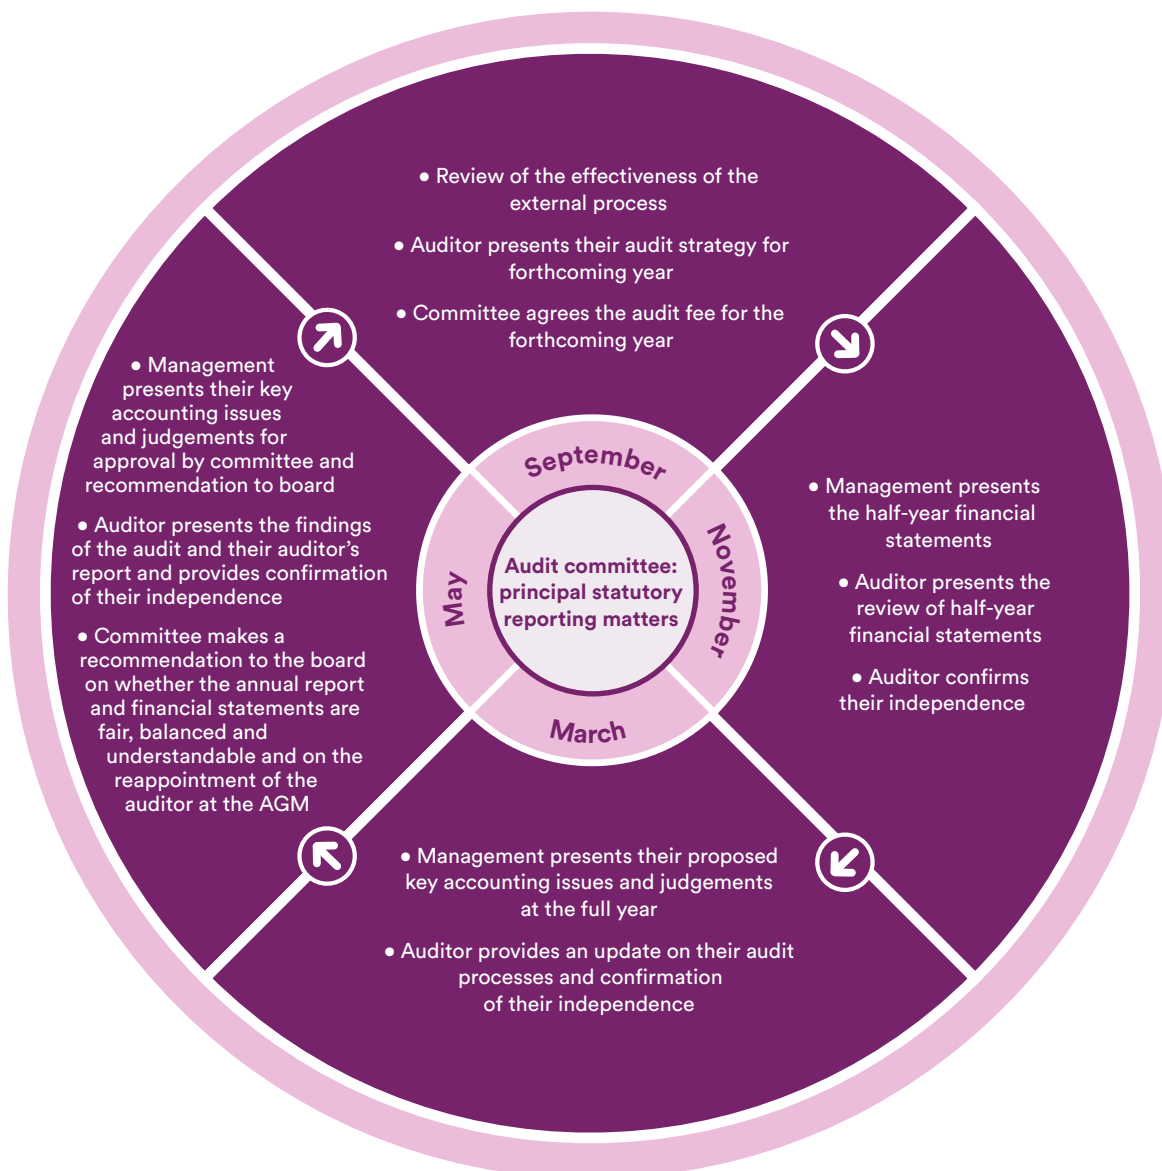 ● Review of the effectiveness of the
external process
● Auditor presents their audit strategy for
forthcoming year
● Committee agrees the audit fee for the
forthcoming year
September
● Management presents
the half-year financial
statements
● Auditor presents the
review of half-year
financial statements
● Auditor confirms
their independence
November
● Management presents their proposed
key accounting issues and judgements
at the full year
● Auditor provides an update on their audit
processes and confirmation
of their independence
March
● Management
presents their key
accounting issues
and judgements for
approval by committee and
recommendation to board
● Auditor presents the findings
of the audit and their auditor’s
report and provides confirmation
of their independence
● Committee makes a
recommendation to the board
on whether the annual report
and financial statements are
fair, balanced and
understandable and on the
reappointment of the
auditor at the AGM
May
Audit committee:
principal statutory
reporting matters